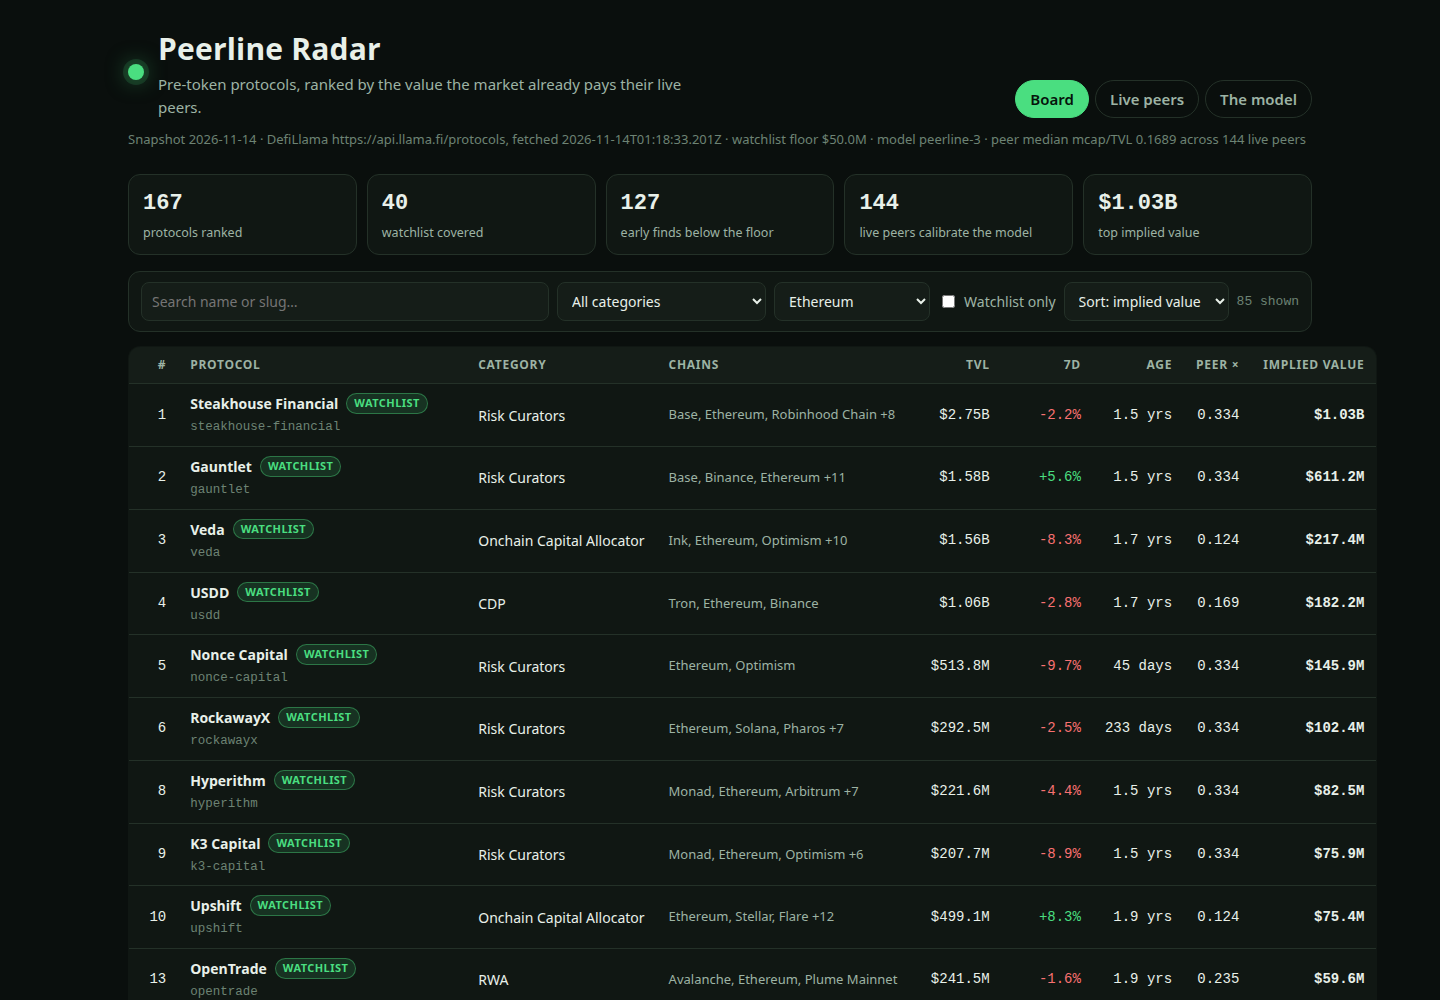 Peerline Radar
Pre-token protocols, ranked by the value the market already pays their live
peers.
Board Live peers The model
Snapshot 2026-11-14 · DefiLlama https://api.llama.fi/protocols, fetched 2026-11-14T01:18:33.201Z · watchlist floor $50.0M · model peerline-3 · peer median mcap/TVL 0.1689 across 144 live peers
167 40 127 144 $1.03B
protocols ranked watchlist covered early finds below the floor live peers calibrate the model top implied value
Search name or slug… All categories Ethereum Watchlist only Sort: implied value 85 shown
# PROTOCOL CATEGORY CHAINS TVL 7D AGE PEER × IMPLIED VALUE
1 Steakhouse Financial WATCHLIST Risk Curators Base, Ethereum, Robinhood Chain +8 $2.75B -2.2% 1.5 yrs 0.334 $1.03B
steakhouse-financial
2 Gauntlet WATCHLIST Risk Curators Base, Binance, Ethereum +11 $1.58B +5.6% 1.5 yrs 0.334 $611.2M
gauntlet
3 Veda WATCHLIST Onchain Capital Allocator Ink, Ethereum, Optimism +10 $1.56B -8.3% 1.7 yrs 0.124 $217.4M
veda
4 USDD WATCHLIST CDP Tron, Ethereum, Binance $1.06B -2.8% 1.7 yrs 0.169 $182.2M
usdd
5 Nonce Capital WATCHLIST Risk Curators Ethereum, Optimism $513.8M -9.7% 45 days 0.334 $145.9M
nonce-capital
6 RockawayX WATCHLIST Risk Curators Ethereum, Solana, Pharos +7 $292.5M -2.5% 233 days 0.334 $102.4M
rockawayx
8 Hyperithm WATCHLIST Risk Curators Monad, Ethereum, Arbitrum +7 $221.6M -4.4% 1.5 yrs 0.334 $82.5M
hyperithm
9 K3 Capital WATCHLIST Risk Curators Monad, Ethereum, Optimism +6 $207.7M -8.9% 1.5 yrs 0.334 $75.9M
k3-capital
10 Upshift WATCHLIST Onchain Capital Allocator Ethereum, Stellar, Flare +12 $499.1M +8.3% 1.9 yrs 0.124 $75.4M
upshift
13 OpenTrade WATCHLIST RWA Avalanche, Ethereum, Plume Mainnet $241.5M -1.6% 1.9 yrs 0.235 $59.6M
opentrade